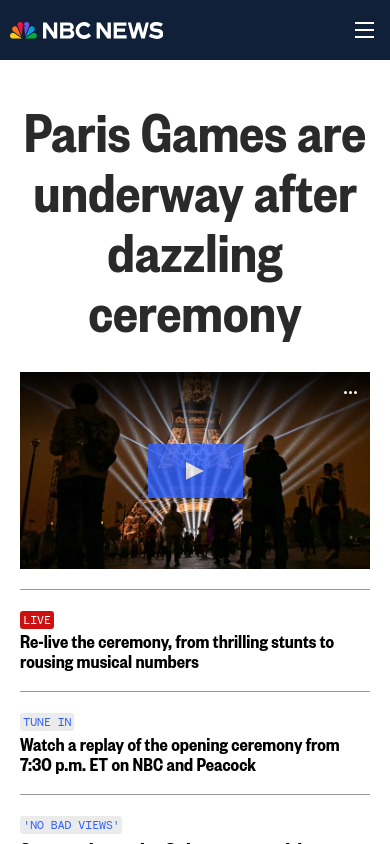 NBC NEWS
Paris Games are
underway after
dazzling
ceremony
LIVE
Re-live the ceremony, from thrilling stunts to
rousing musical numbers
TUNE IN
Watch a replay of the opening ceremony from
7:30 p.m. ET on NBC and Peacock
'NO BAD VIEWS'